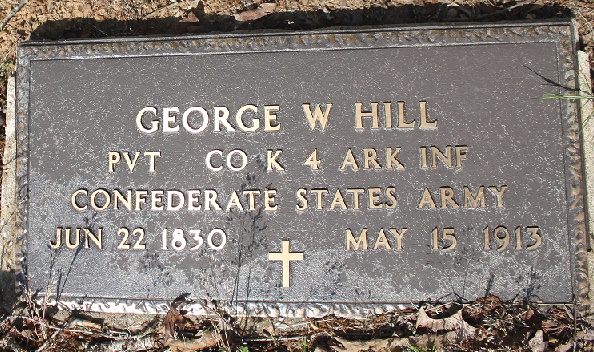 GEORGE W HILL
PVT CO K 4 ARK INF
CONFEDERATE STATES ARMY
JUN 22 1830 MAY 15 1913